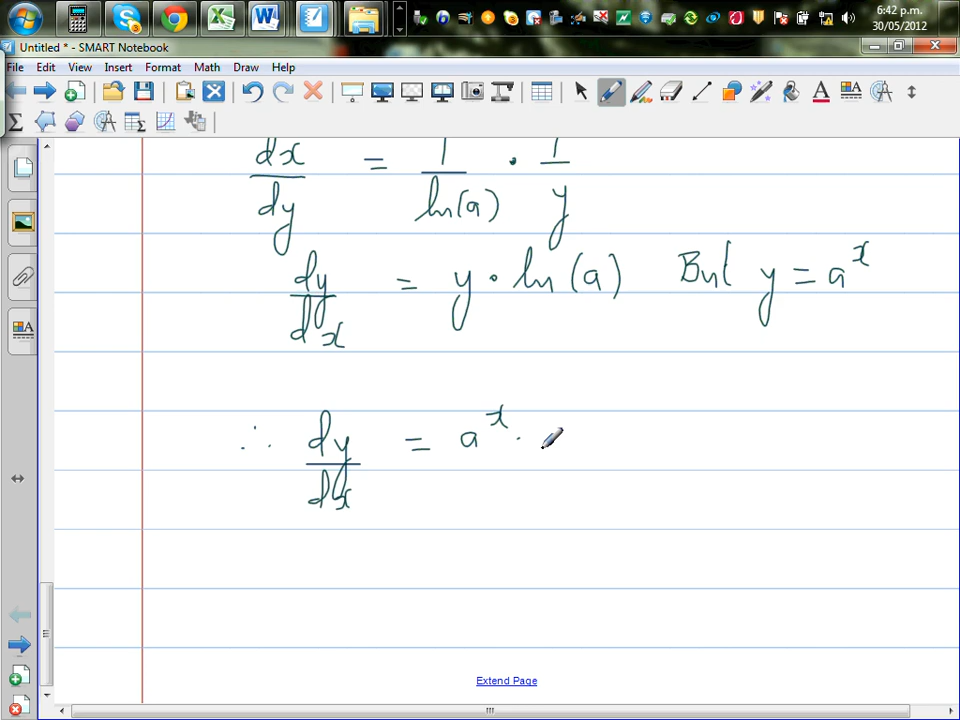 6:42 p.m.
30/05/2012
Untitled * - SMART Notebook
File Edit View Insert Format Math Draw Help
dx/dy = 1/ln(a) · 1/y
dy/dx = y · ln(a) But y = a^x
∴ dy/dx = a^x ·
Extend Page